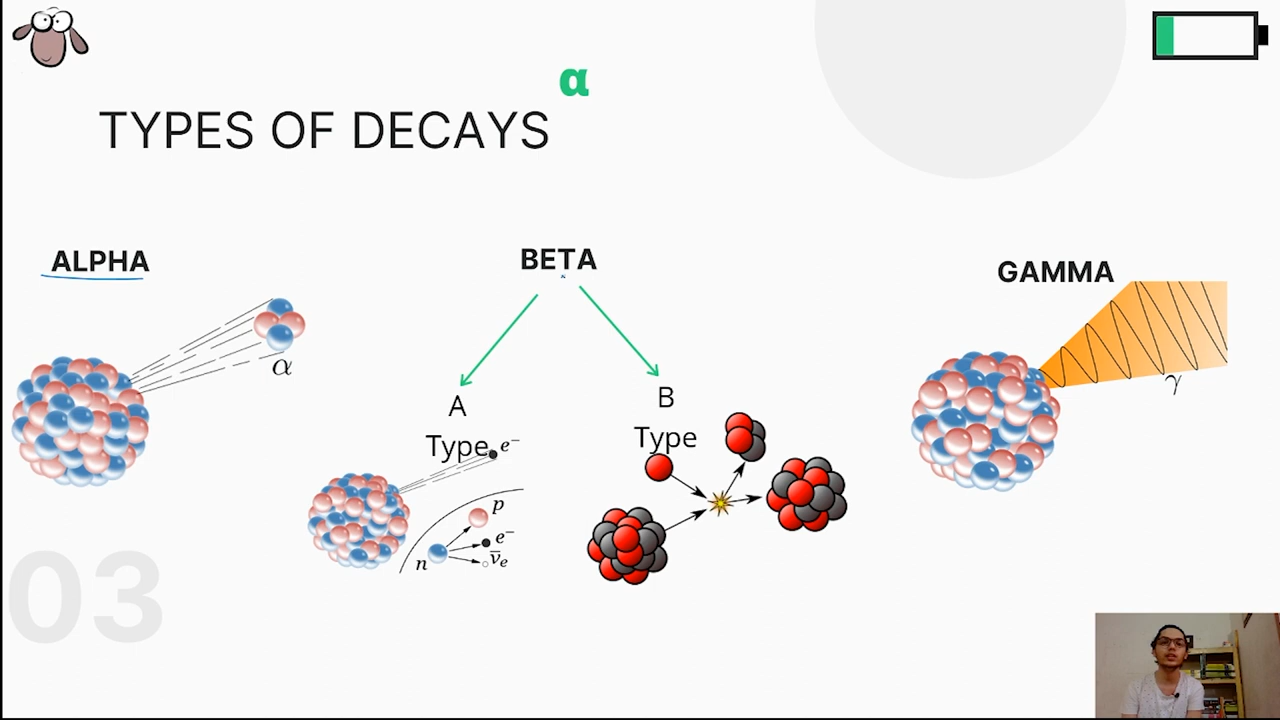 α
TYPES OF DECAYS
ALPHA
BETA
GAMMA
α
γ
A
Type
e⁻
B
Type
p
e⁻
n
ν̅ₑ
03